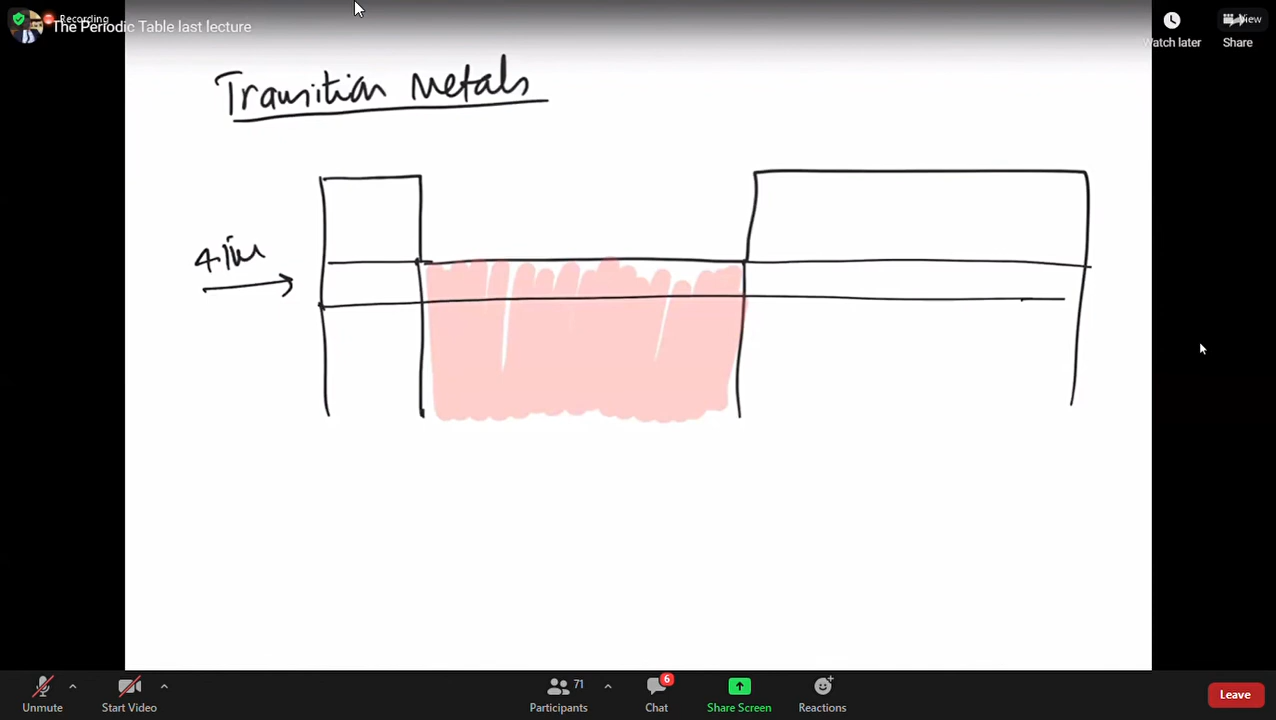 Recording
View
The Periodic Table last lecture
Watch later
Share
Transition Metals
Unmute
Start Video
71
Participants
6
Chat
Share Screen
Reactions
Leave